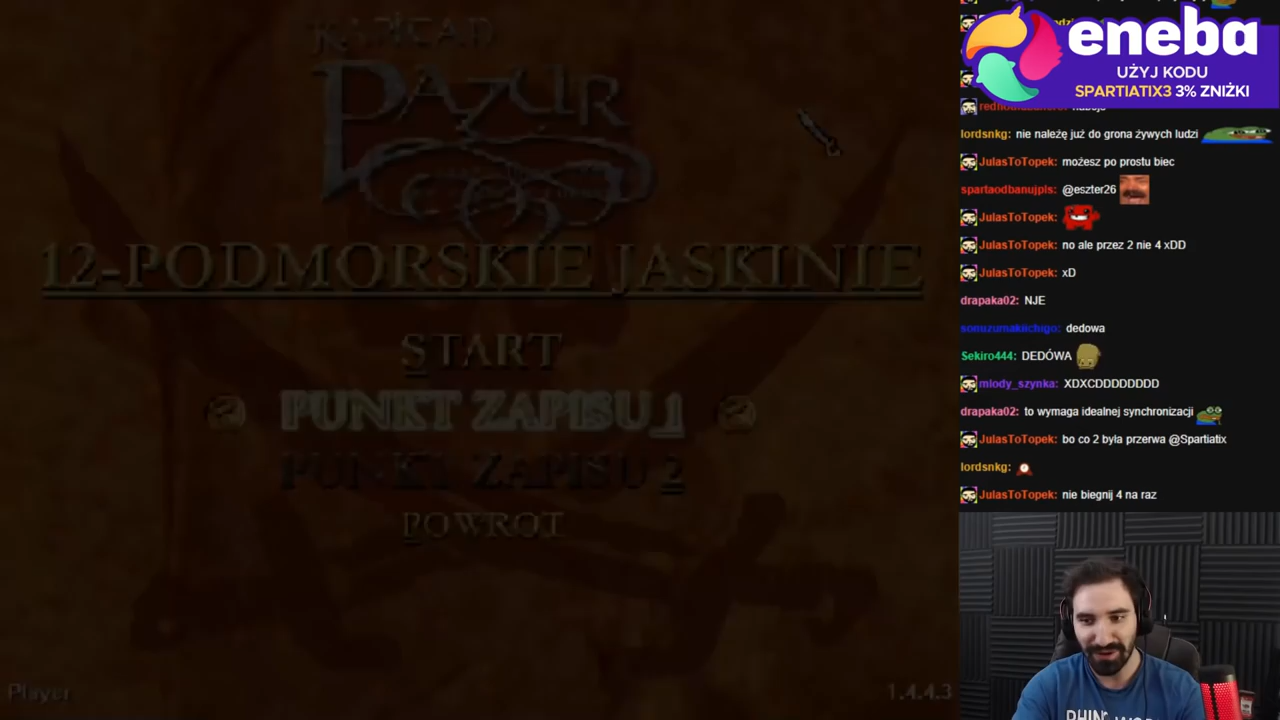 KAPITAN
PAZUR
12-PODMORSKIE JASKINIE
START
PUNKT ZAPISU 1
PUNKT ZAPISU 2
POWROT
Player
1.4.4.3
eneba
UŻYJ KODU
SPARTIATIX3 3% ZNIŻKI
lordsnkg: nie należę już do grona żywych ludzi
JulasToTopek: możesz po prostu biec
spartaodbanujpls: @eszter26
JulasToTopek:
JulasToTopek: no ale przez 2 nie 4 xDD
JulasToTopek: xD
drapaka02: NJE
sonuzumakiichigo: dedowa
Sekiro444: DEDÓWA
mlody_szynka: XDXCDDDDDDDD
drapaka02: to wymaga idealnej synchronizacji
JulasToTopek: bo co 2 byla przerwa @Spartiatix
lordsnkg:
JulasToTopek: nie biegnij 4 na raz